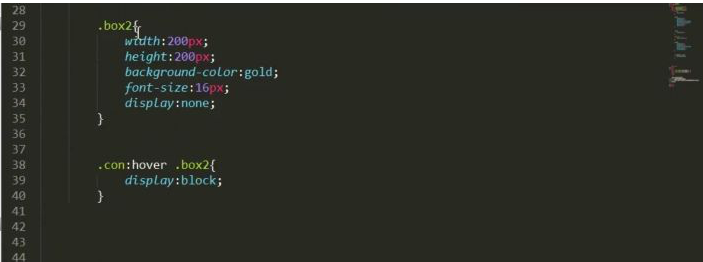 28
29 .box2{
30 width:200px;
31 height:200px;
32 background-color:gold;
33 font-size:16px;
34 display:none;
35 }
36
37
38 .con:hover .box2{
39 display:block;
40 }
41
42
43
44